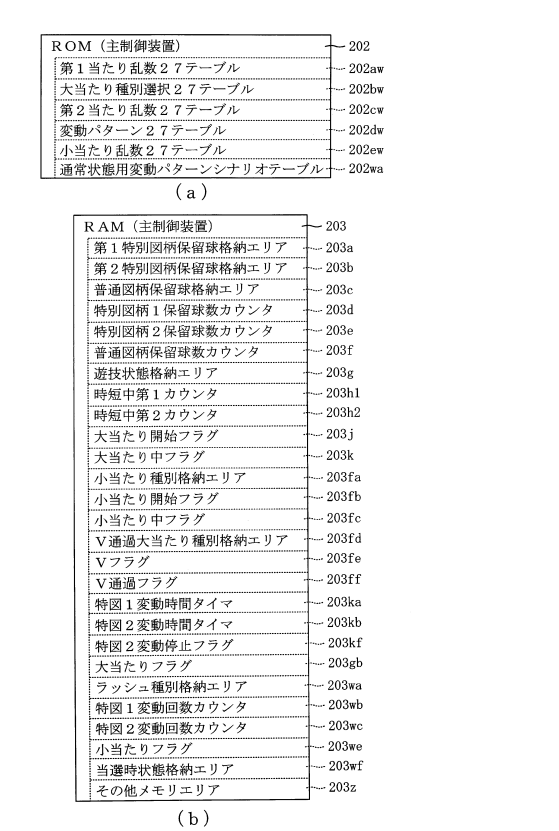 ROM（主制御装置） 202
第1当たり乱数27テーブル 202aw
大当たり種別選択27テーブル 202bw
第2当たり乱数27テーブル 202cw
変動パターン27テーブル 202dw
小当たり乱数27テーブル 202ew
通常状態用変動パターンシナリオテーブル 202wa
(a)
RAM（主制御装置） 203
第1特別図柄保留球格納エリア 203a
第2特別図柄保留球格納エリア 203b
普通図柄保留球格納エリア 203c
特別図柄1保留球数カウンタ 203d
特別図柄2保留球数カウンタ 203e
普通図柄保留球数カウンタ 203f
遊技状態格納エリア 203g
時短中第1カウンタ 203h1
時短中第2カウンタ 203h2
大当たり開始フラグ 203j
大当たり中フラグ 203k
小当たり種別格納エリア 203fa
小当たり開始フラグ 203fb
小当たり中フラグ 203fc
V通過大当たり種別格納エリア 203fd
Vフラグ 203fe
V通過フラグ 203ff
特図1変動時間タイマ 203ka
特図2変動時間タイマ 203kb
特図2変動停止フラグ 203kf
大当たりフラグ 203gb
ラッシュ種別格納エリア 203wa
特図1変動回数カウンタ 203wb
特図2変動回数カウンタ 203wc
小当たりフラグ 203we
当選時状態格納エリア 203wf
その他メモリエリア 203z
(b)